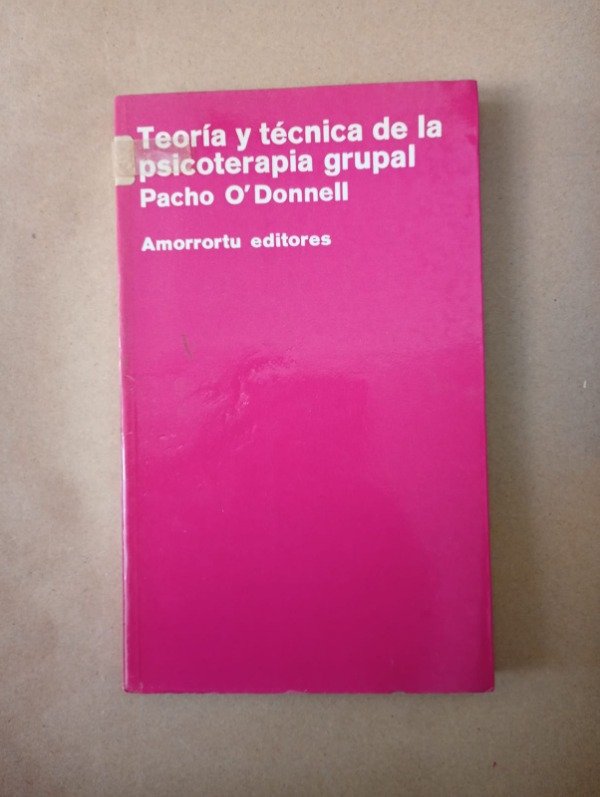 Teoría y técnica de la
psicoterapia grupal
Pacho O'Donnell
Amorrortu editores